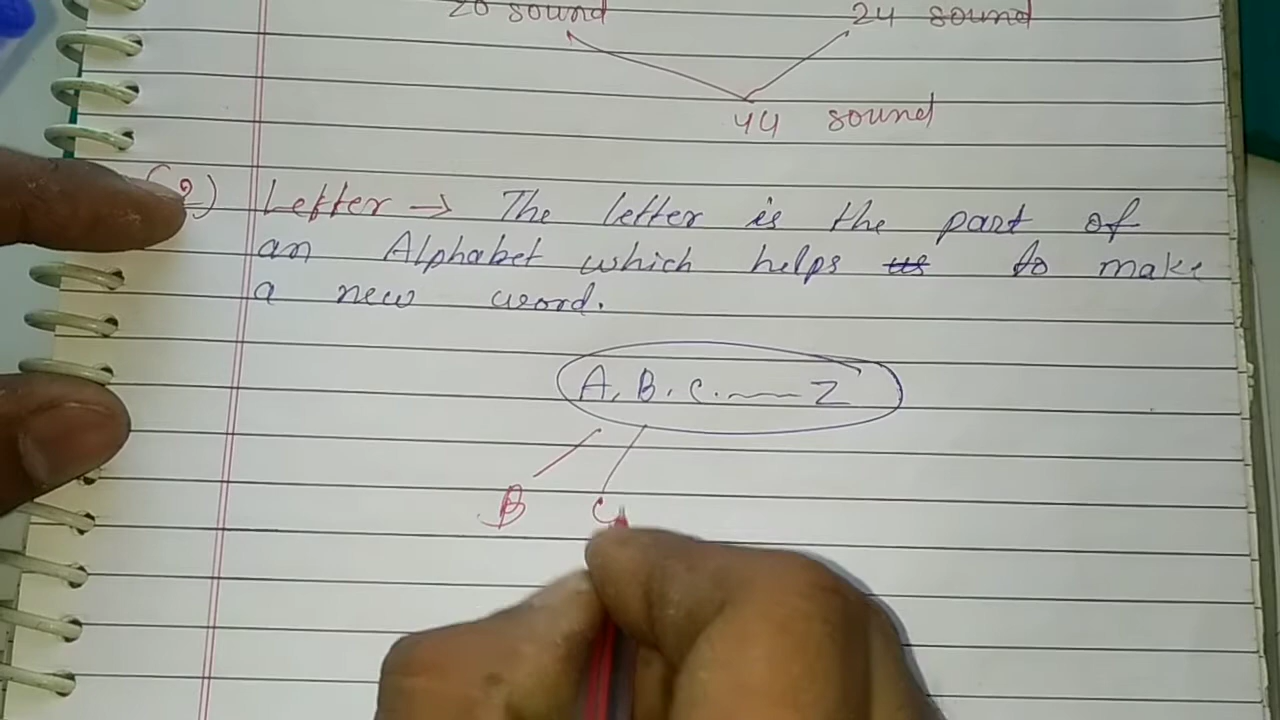 20 sound 24 sound
44 sound
(2) Letter → The letter is the part of
an Alphabet which helps to make
a new word.
A, B, C. — Z
B C